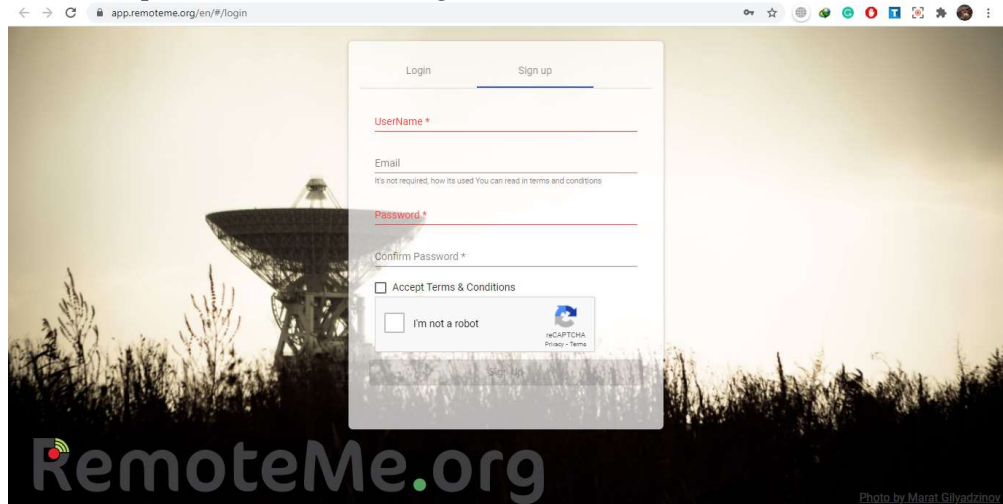 app.remoteme.org/en/#/login
Login
Sign up
UserName *
Email
It's not required, how its used You can read in terms and conditions
Password *
Confirm Password *
Accept Terms & Conditions
I'm not a robot
reCAPTCHA
Privacy - Terms
Sign Up
RemoteMe.org
Photo by Marat Gilyadzinov